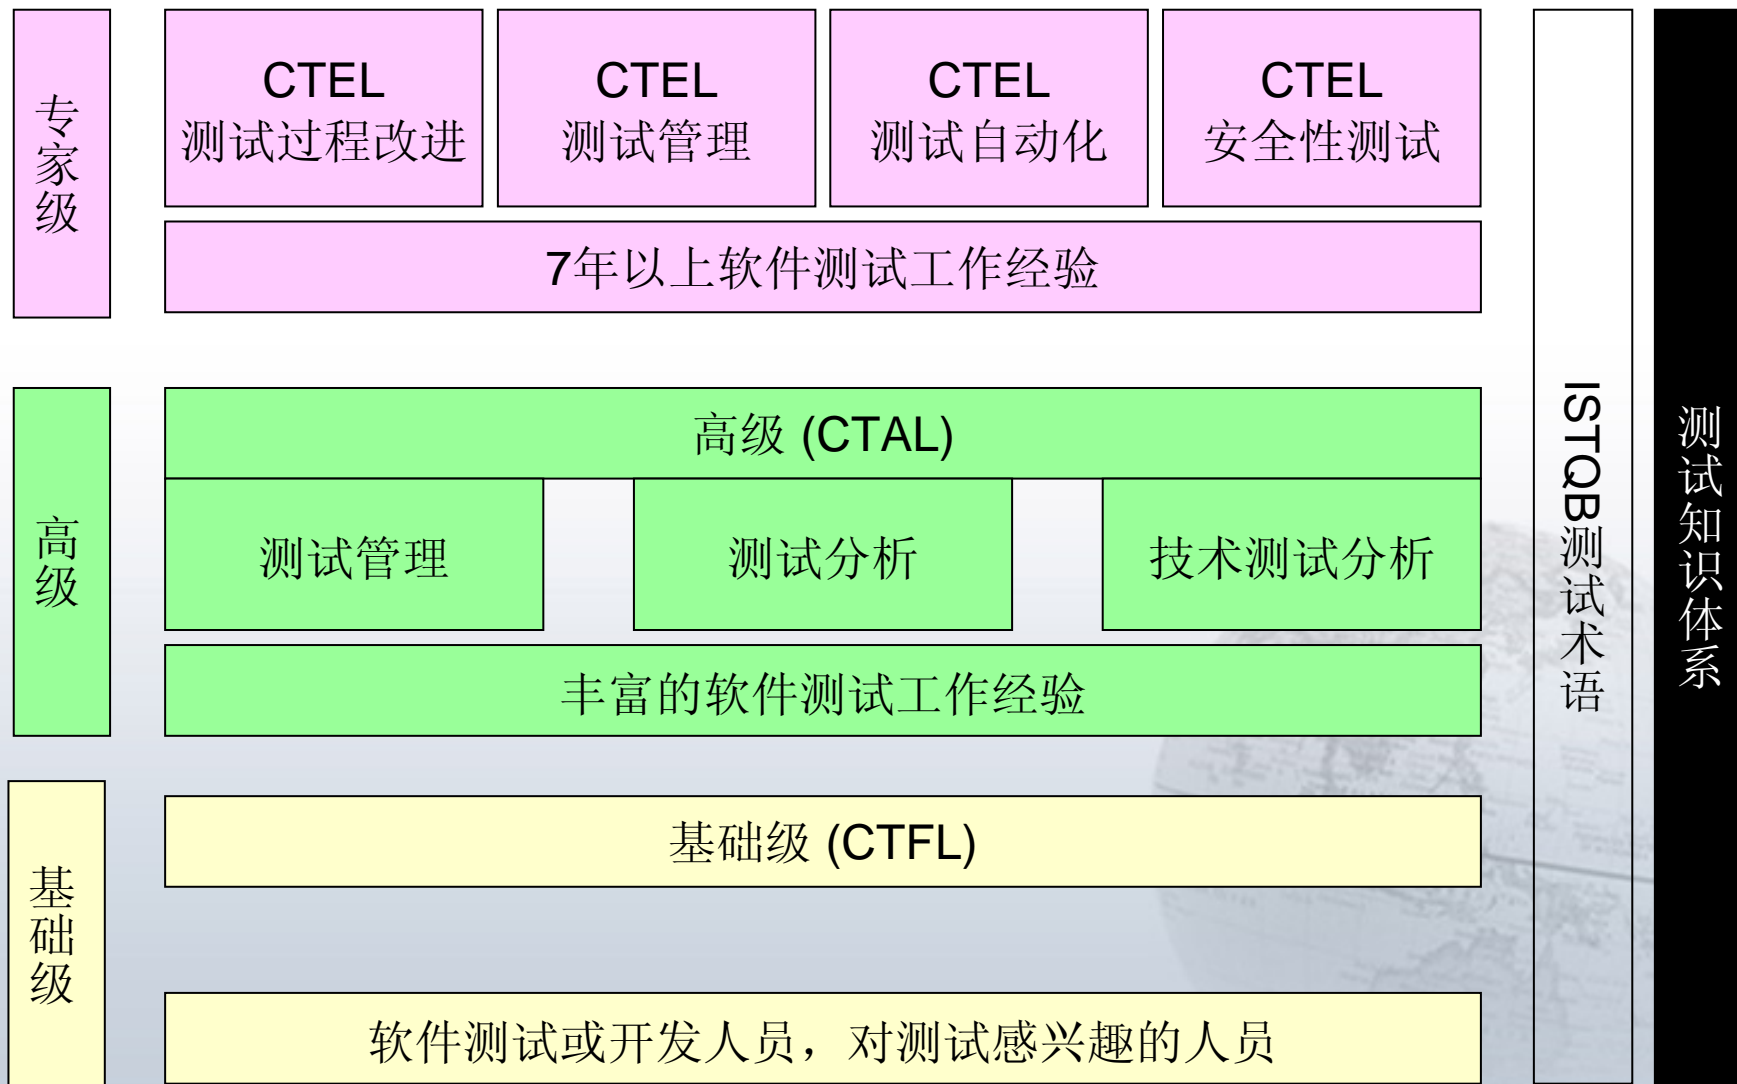 专家级
CTEL
测试过程改进
CTEL
测试管理
CTEL
测试自动化
CTEL
安全性测试
7年以上软件测试工作经验
高级
高级 (CTAL)
测试管理
测试分析
技术测试分析
丰富的软件测试工作经验
基础级
基础级 (CTFL)
软件测试或开发人员，对测试感兴趣的人员
ISTQB测试术语
测试知识体系